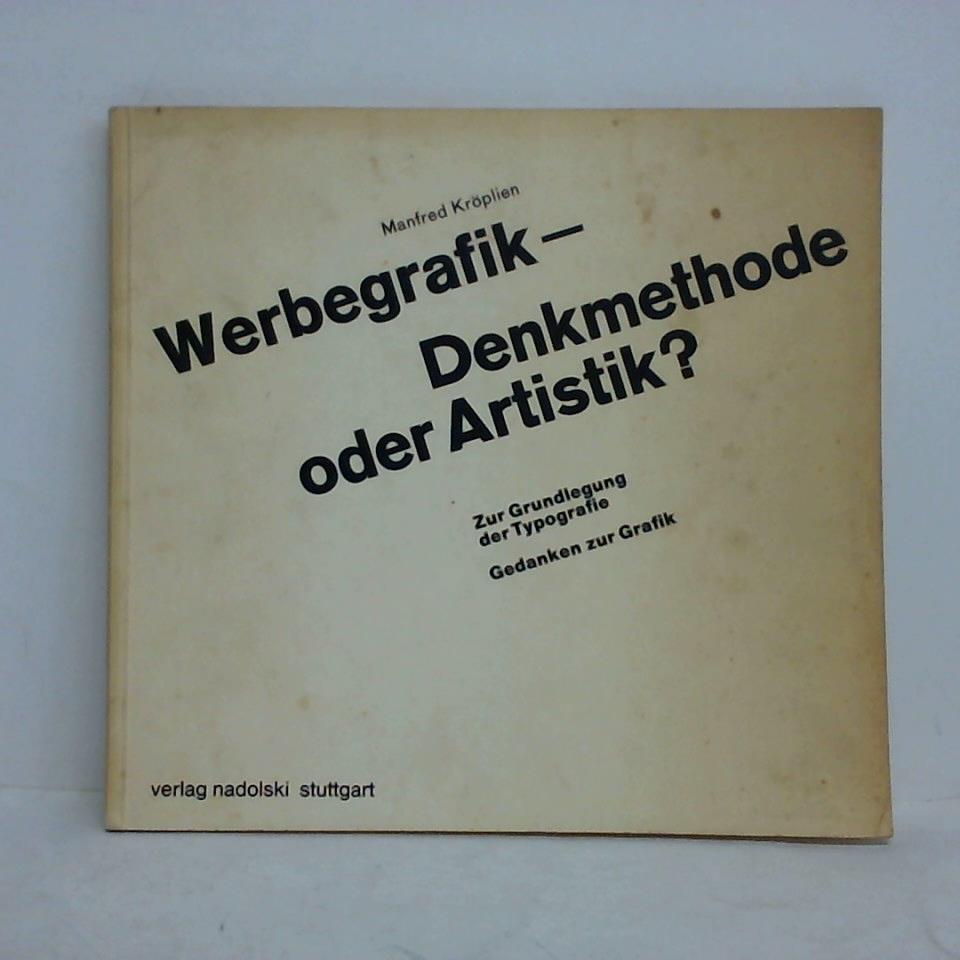 Manfred Kröplien
Werbegrafik –
Denkmethode
oder Artistik?
Zur Grundlegung
der Typografie
Gedanken zur Grafik
verlag nadolski stuttgart